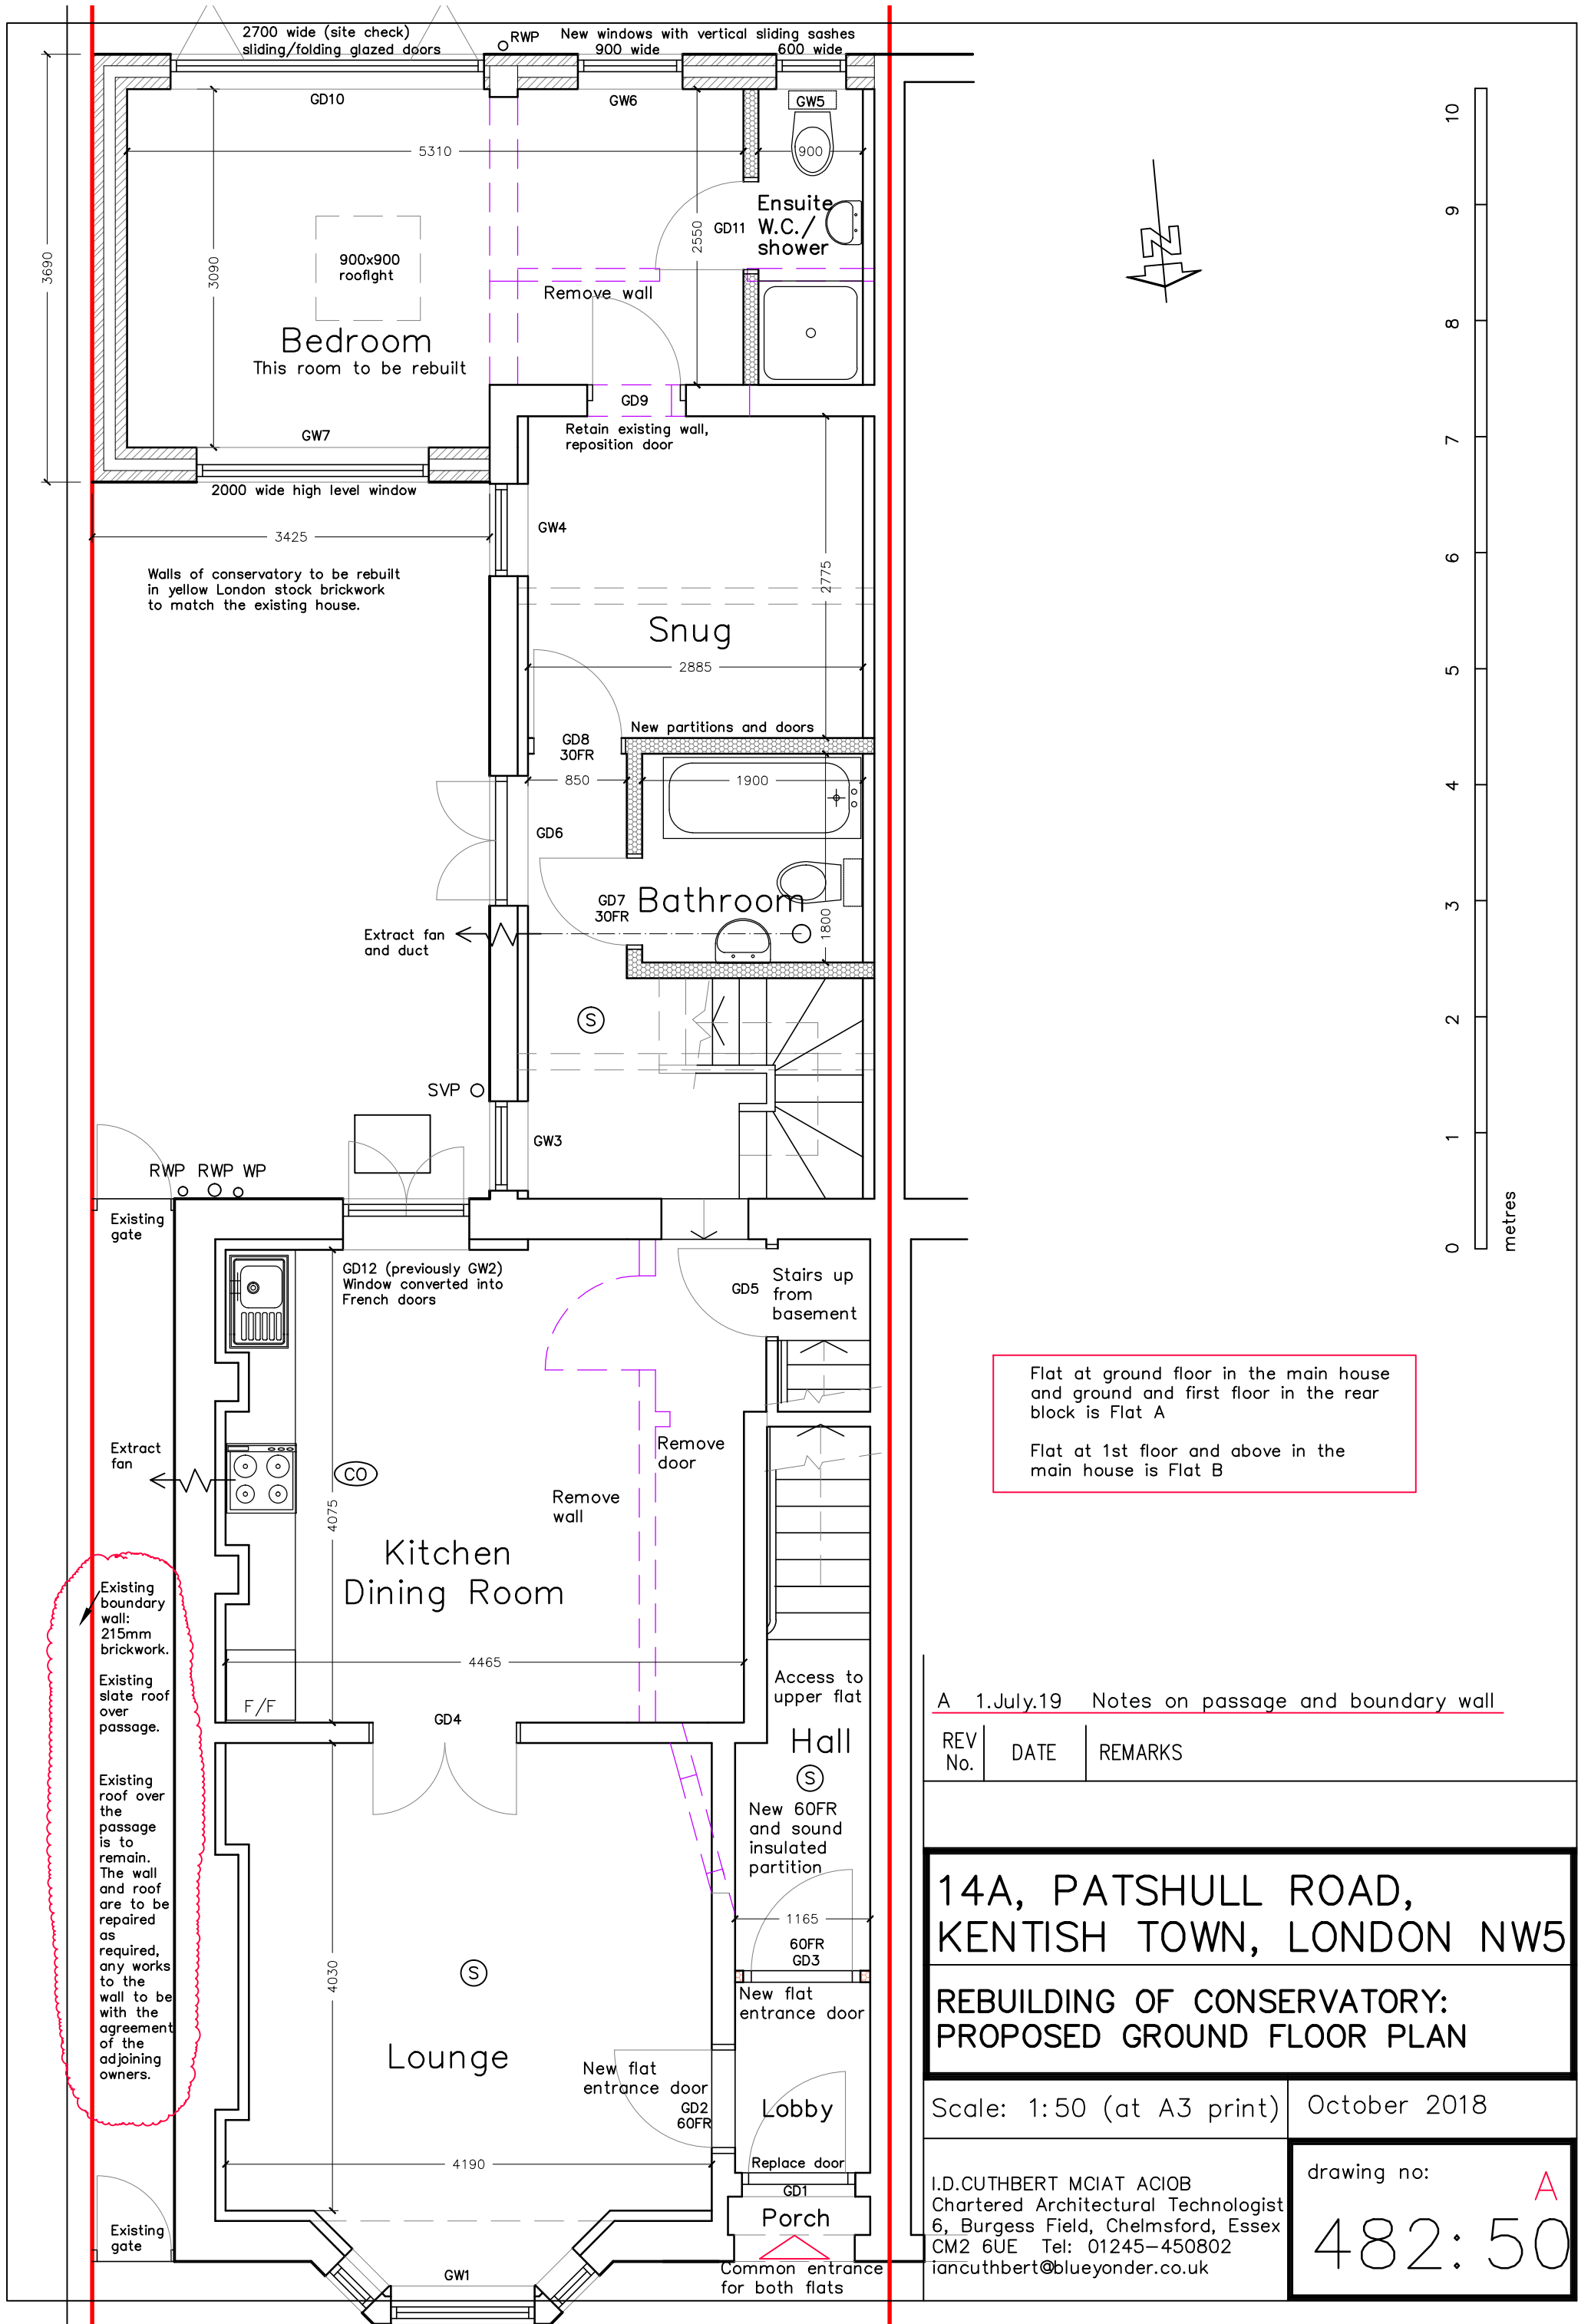 2700 wide (site check)
sliding/folding glazed doors
RWP
New windows with vertical sliding sashes
900 wide
600 wide
GD10
GW6
GW5
5310
900
3690
3090
2550
900x900
rooflght
GD11
Ensuite
W.C./
shower
Remove wall
Bedroom
This room to be rebuilt
GW7
GD9
Retain existing wall,
reposition door
2000 wide high level window
3425
GW4
Walls of conservatory to be rebuilt
in yellow London stock brickwork
to match the existing house.
2775
Snug
2885
New partitions and doors
GD8
30FR
850
1900
GD6
GD7
30FR
Bathroom
1800
Extract fan
and duct
S
SVP
GW3
RWP RWP WP
Existing
gate
GD12 (previously GW2)
Window converted into
French doors
GD5
Stairs up
from
basement
Extract
fan
CO
4075
Remove
door
Remove
wall
Kitchen
Dining Room
4465
F/F
GD4
Access to
upper flat
Hall
S
New 60FR
and sound
insulated
partition
1165
60FR
GD3
New flat
entrance door
4030
S
Lounge
New flat
entrance door
GD2
60FR
Lobby
4190
Replace door
GD1
Porch
GW1
Common entrance
for both flats
Existing
boundary
wall:
215mm
brickwork.
Existing
slate roof
over
passage.
Existing
roof over
the
passage
is to
remain.
The wall
and roof
are to be
repaired
as
required,
any works
to the
wall to be
with the
agreement
of the
adjoining
owners.
Existing
gate
N
10
9
8
7
6
5
4
3
2
1
0
metres
Flat at ground floor in the main house
and ground and first floor in the rear
block is Flat A
Flat at 1st floor and above in the
main house is Flat B
A 1.July.19 Notes on passage and boundary wall
REV No. DATE REMARKS
14A, PATSHULL ROAD,
KENTISH TOWN, LONDON NW5
REBUILDING OF CONSERVATORY:
PROPOSED GROUND FLOOR PLAN
Scale: 1:50 (at A3 print)
October 2018
I.D.CUTHBERT MCIAT ACIOB
Chartered Architectural Technologist
6, Burgess Field, Chelmsford, Essex
CM2 6UE Tel: 01245-450802
iancuthbert@blueyonder.co.uk
drawing no:
A
482:50